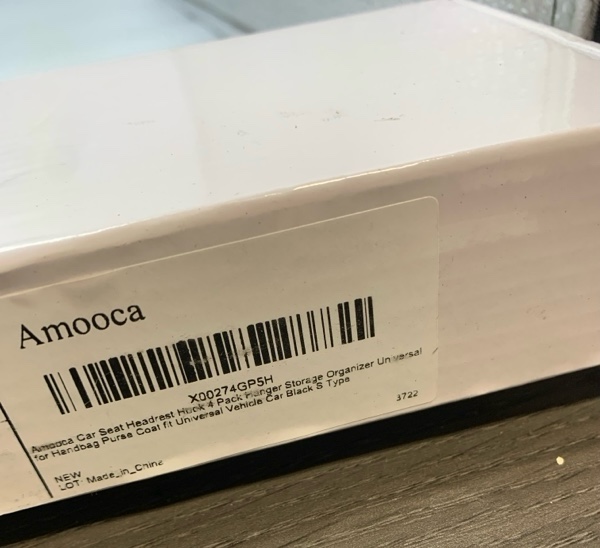 Amooca
X00274GP5H
Amooca Car Seat Headrest Hook 4 Pack Hanger Storage Organizer Universal
for Handbag Purse Coat fit Universal Vehicle Car Black S Type
NEW
3722
LOT: Made_in_China